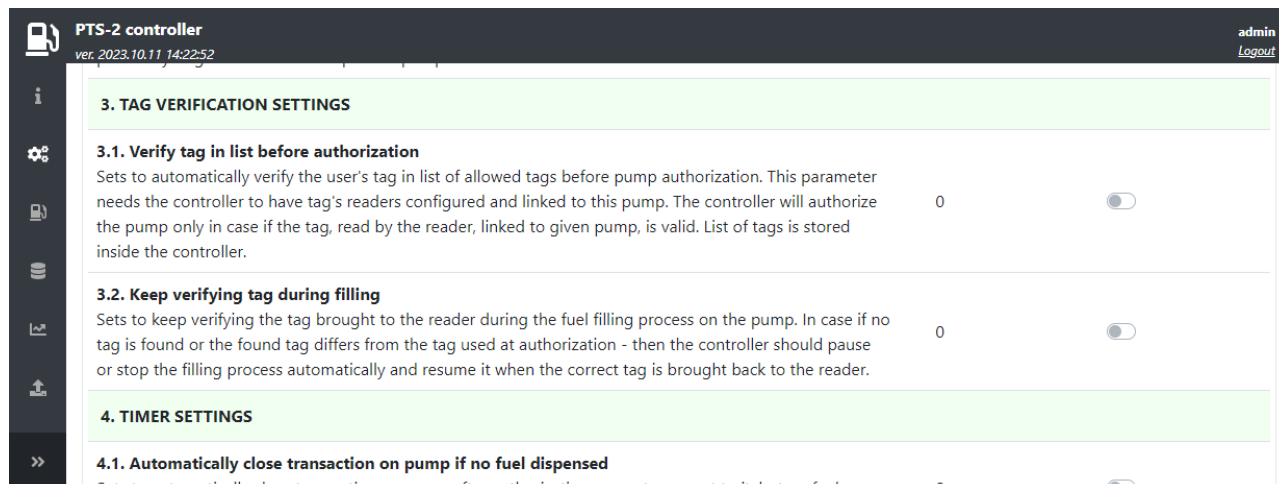 PTS-2 controller
ver. 2023.10.11 14:22:52
admin
Logout
3. TAG VERIFICATION SETTINGS
3.1. Verify tag in list before authorization
Sets to automatically verify the user's tag in list of allowed tags before pump authorization. This parameter
needs the controller to have tag's readers configured and linked to this pump. The controller will authorize
the pump only in case if the tag, read by the reader, linked to given pump, is valid. List of tags is stored
inside the controller.
0
3.2. Keep verifying tag during filling
Sets to keep verifying the tag brought to the reader during the fuel filling process on the pump. In case if no
tag is found or the found tag differs from the tag used at authorization - then the controller should pause
or stop the filling process automatically and resume it when the correct tag is brought back to the reader.
0
4. TIMER SETTINGS
4.1. Automatically close transaction on pump if no fuel dispensed